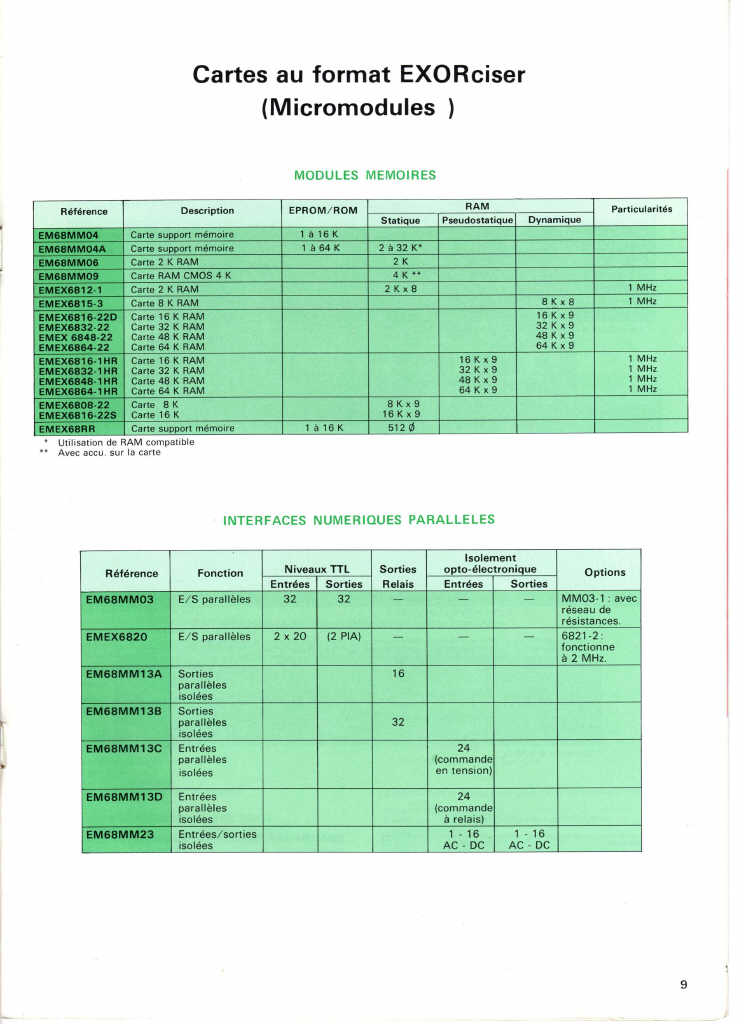 Cartes au format EXORciser
(Micromodules )
MODULES MEMOIRES
Référence Description EPROM/ROM RAM Particularités
Statique Pseudostatique Dynamique
EM68MM04 Carte support mémoire 1 à 16 K
EM68MM04A Carte support mémoire 1 à 64 K 2 à 32 K*
EM68MM06 Carte 2 K RAM 2 K
EM68MM09 Carte RAM CMOS 4 K 4 K **
EMEX6812-1 Carte 2 K RAM 2 K x 8 1 MHz
EMEX6815-3 Carte 8 K RAM 8 K x 8 1 MHz
EMEX6816-22D Carte 16 K RAM 16 K x 9
EMEX6832-22 Carte 32 K RAM 32 K x 9
EMEX 6848-22 Carte 48 K RAM 48 K x 9
EMEX6864-22 Carte 64 K RAM 64 K x 9
EMEX6816-1HR Carte 16 K RAM 16 K x 9 1 MHz
EMEX6832-1HR Carte 32 K RAM 32 K x 9 1 MHz
EMEX6848-1HR Carte 48 K RAM 48 K x 9 1 MHz
EMEX6864-1HR Carte 64 K RAM 64 K x 9 1 MHz
EMEX6808-22 Carte 8 K 8 K x 9
EMEX6816-22S Carte 16 K 16 K x 9
EMEX68RR Carte support mémoire 1 à 16 K 512 Ø
* Utilisation de RAM compatible
** Avec accu. sur la carte
INTERFACES NUMERIQUES PARALLELES
Référence Fonction Niveaux TTL Sorties Relais Isolement opto-électronique Options
Entrées Sorties Entrées Sorties
EM68MM03 E/S parallèles 32 32 — — — MM03-1 : avec
réseau de
résistances.
EMEX6820 E/S parallèles 2 x 20 (2 PIA) — — — 6821-2 :
fonctionne
à 2 MHz.
EM68MM13A Sorties 16
parallèles
isolées
EM68MM13B Sorties
parallèles 32
isolées
EM68MM13C Entrées 24
parallèles (commande
isolées en tension)
EM68MM13D Entrées 24
parallèles (commande
isolées à relais)
EM68MM23 Entrées/sorties 1 - 16 1 - 16
isolées AC - DC AC - DC
9